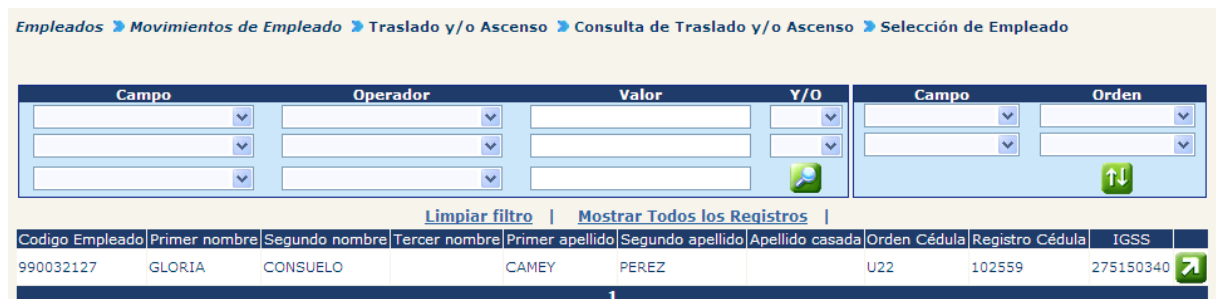 Empleados Movimientos de Empleado Traslado y/o Ascenso Consulta de Traslado y/o Ascenso Selección de Empleado
Campo Operador Valor Y/O Campo Orden
Limpiar filtro | Mostrar Todos los Registros |
Codigo Empleado Primer nombre Segundo nombre Tercer nombre Primer apellido Segundo apellido Apellido casada Orden Cédula Registro Cédula IGSS
990032127 GLORIA CONSUELO CAMEY PEREZ U22 102559 275150340
1